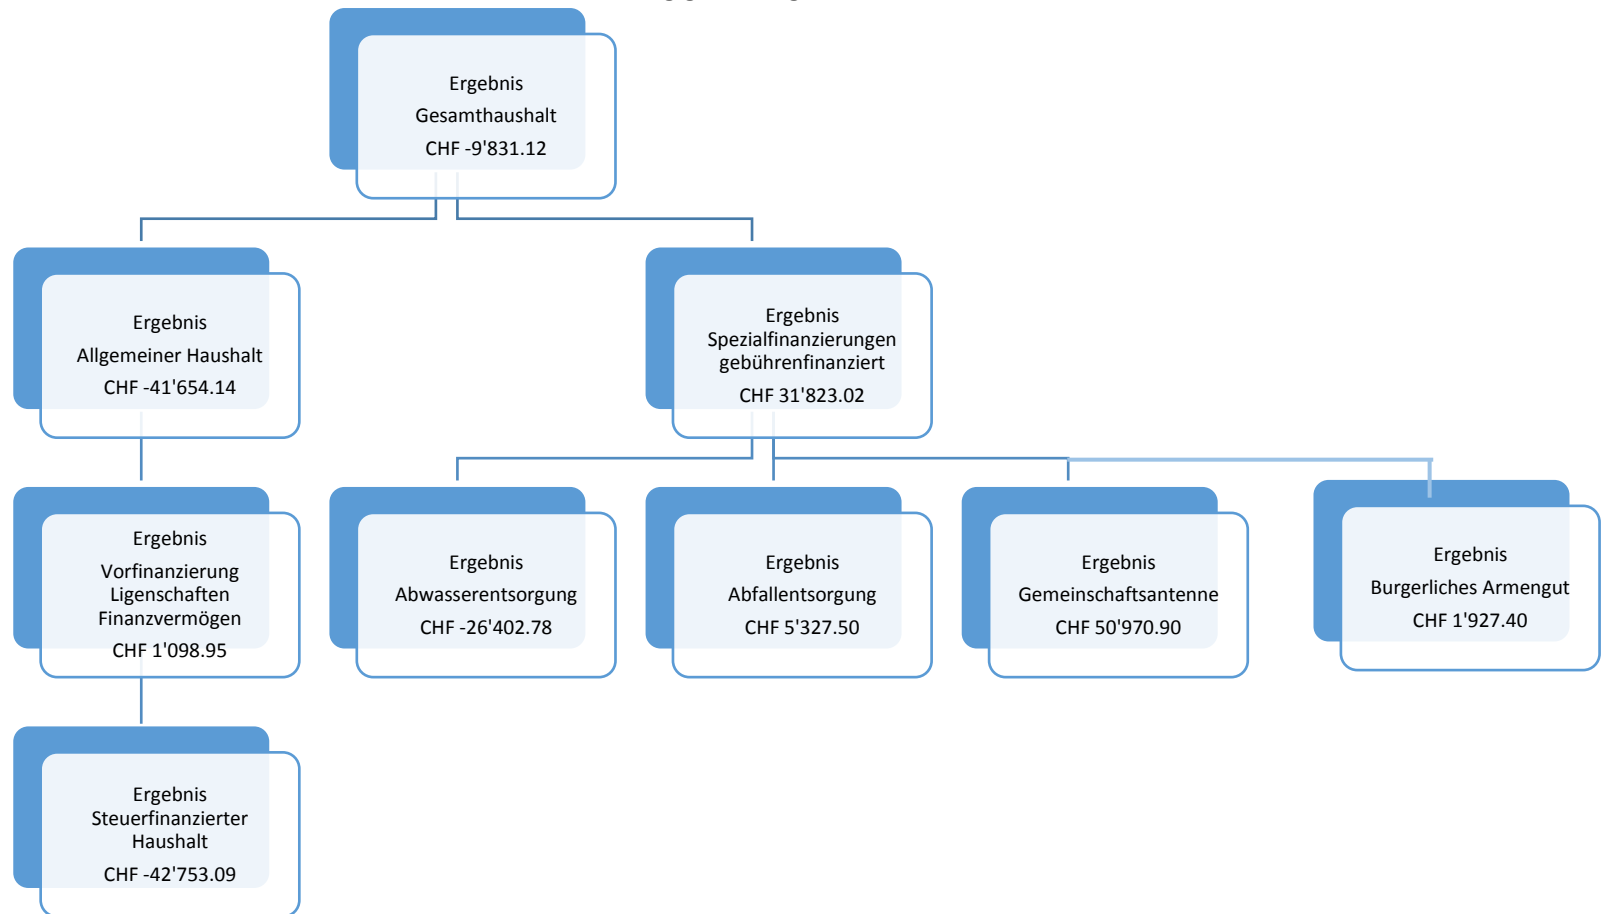 Ergebnis
Gesamthaushalt
CHF -9'831.12
Ergebnis
Allgemeiner Haushalt
CHF -41'654.14
Ergebnis
Spezialfinanzierungen
gebührenfinanziert
CHF 31'823.02
Ergebnis
Vorfinanzierung
Ligenschaften
Finanzvermögen
CHF 1'098.95
Ergebnis
Abwasserentsorgung
CHF -26'402.78
Ergebnis
Abfallentsorgung
CHF 5'327.50
Ergebnis
Gemeinschaftsantenne
CHF 50'970.90
Ergebnis
Burgerliches Armengut
CHF 1'927.40
Ergebnis
Steuerfinanzierter
Haushalt
CHF -42'753.09